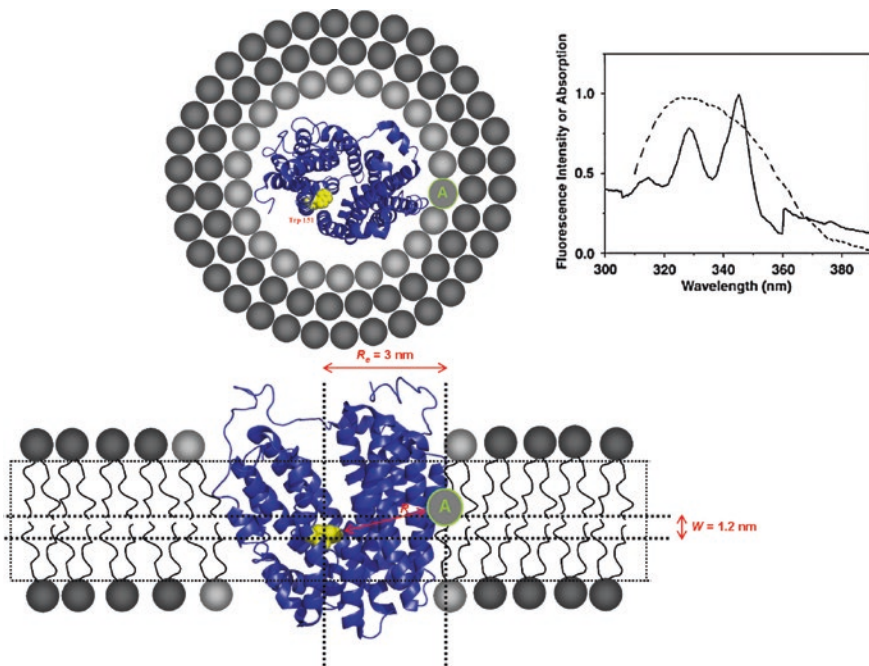 A
Trp 151
Fluorescence Intensity or Absorption
1.0
0.5
0.0
300 320 340 360 380
Wavelength (nm)
Re = 3 nm
A
R
W = 1.2 nm